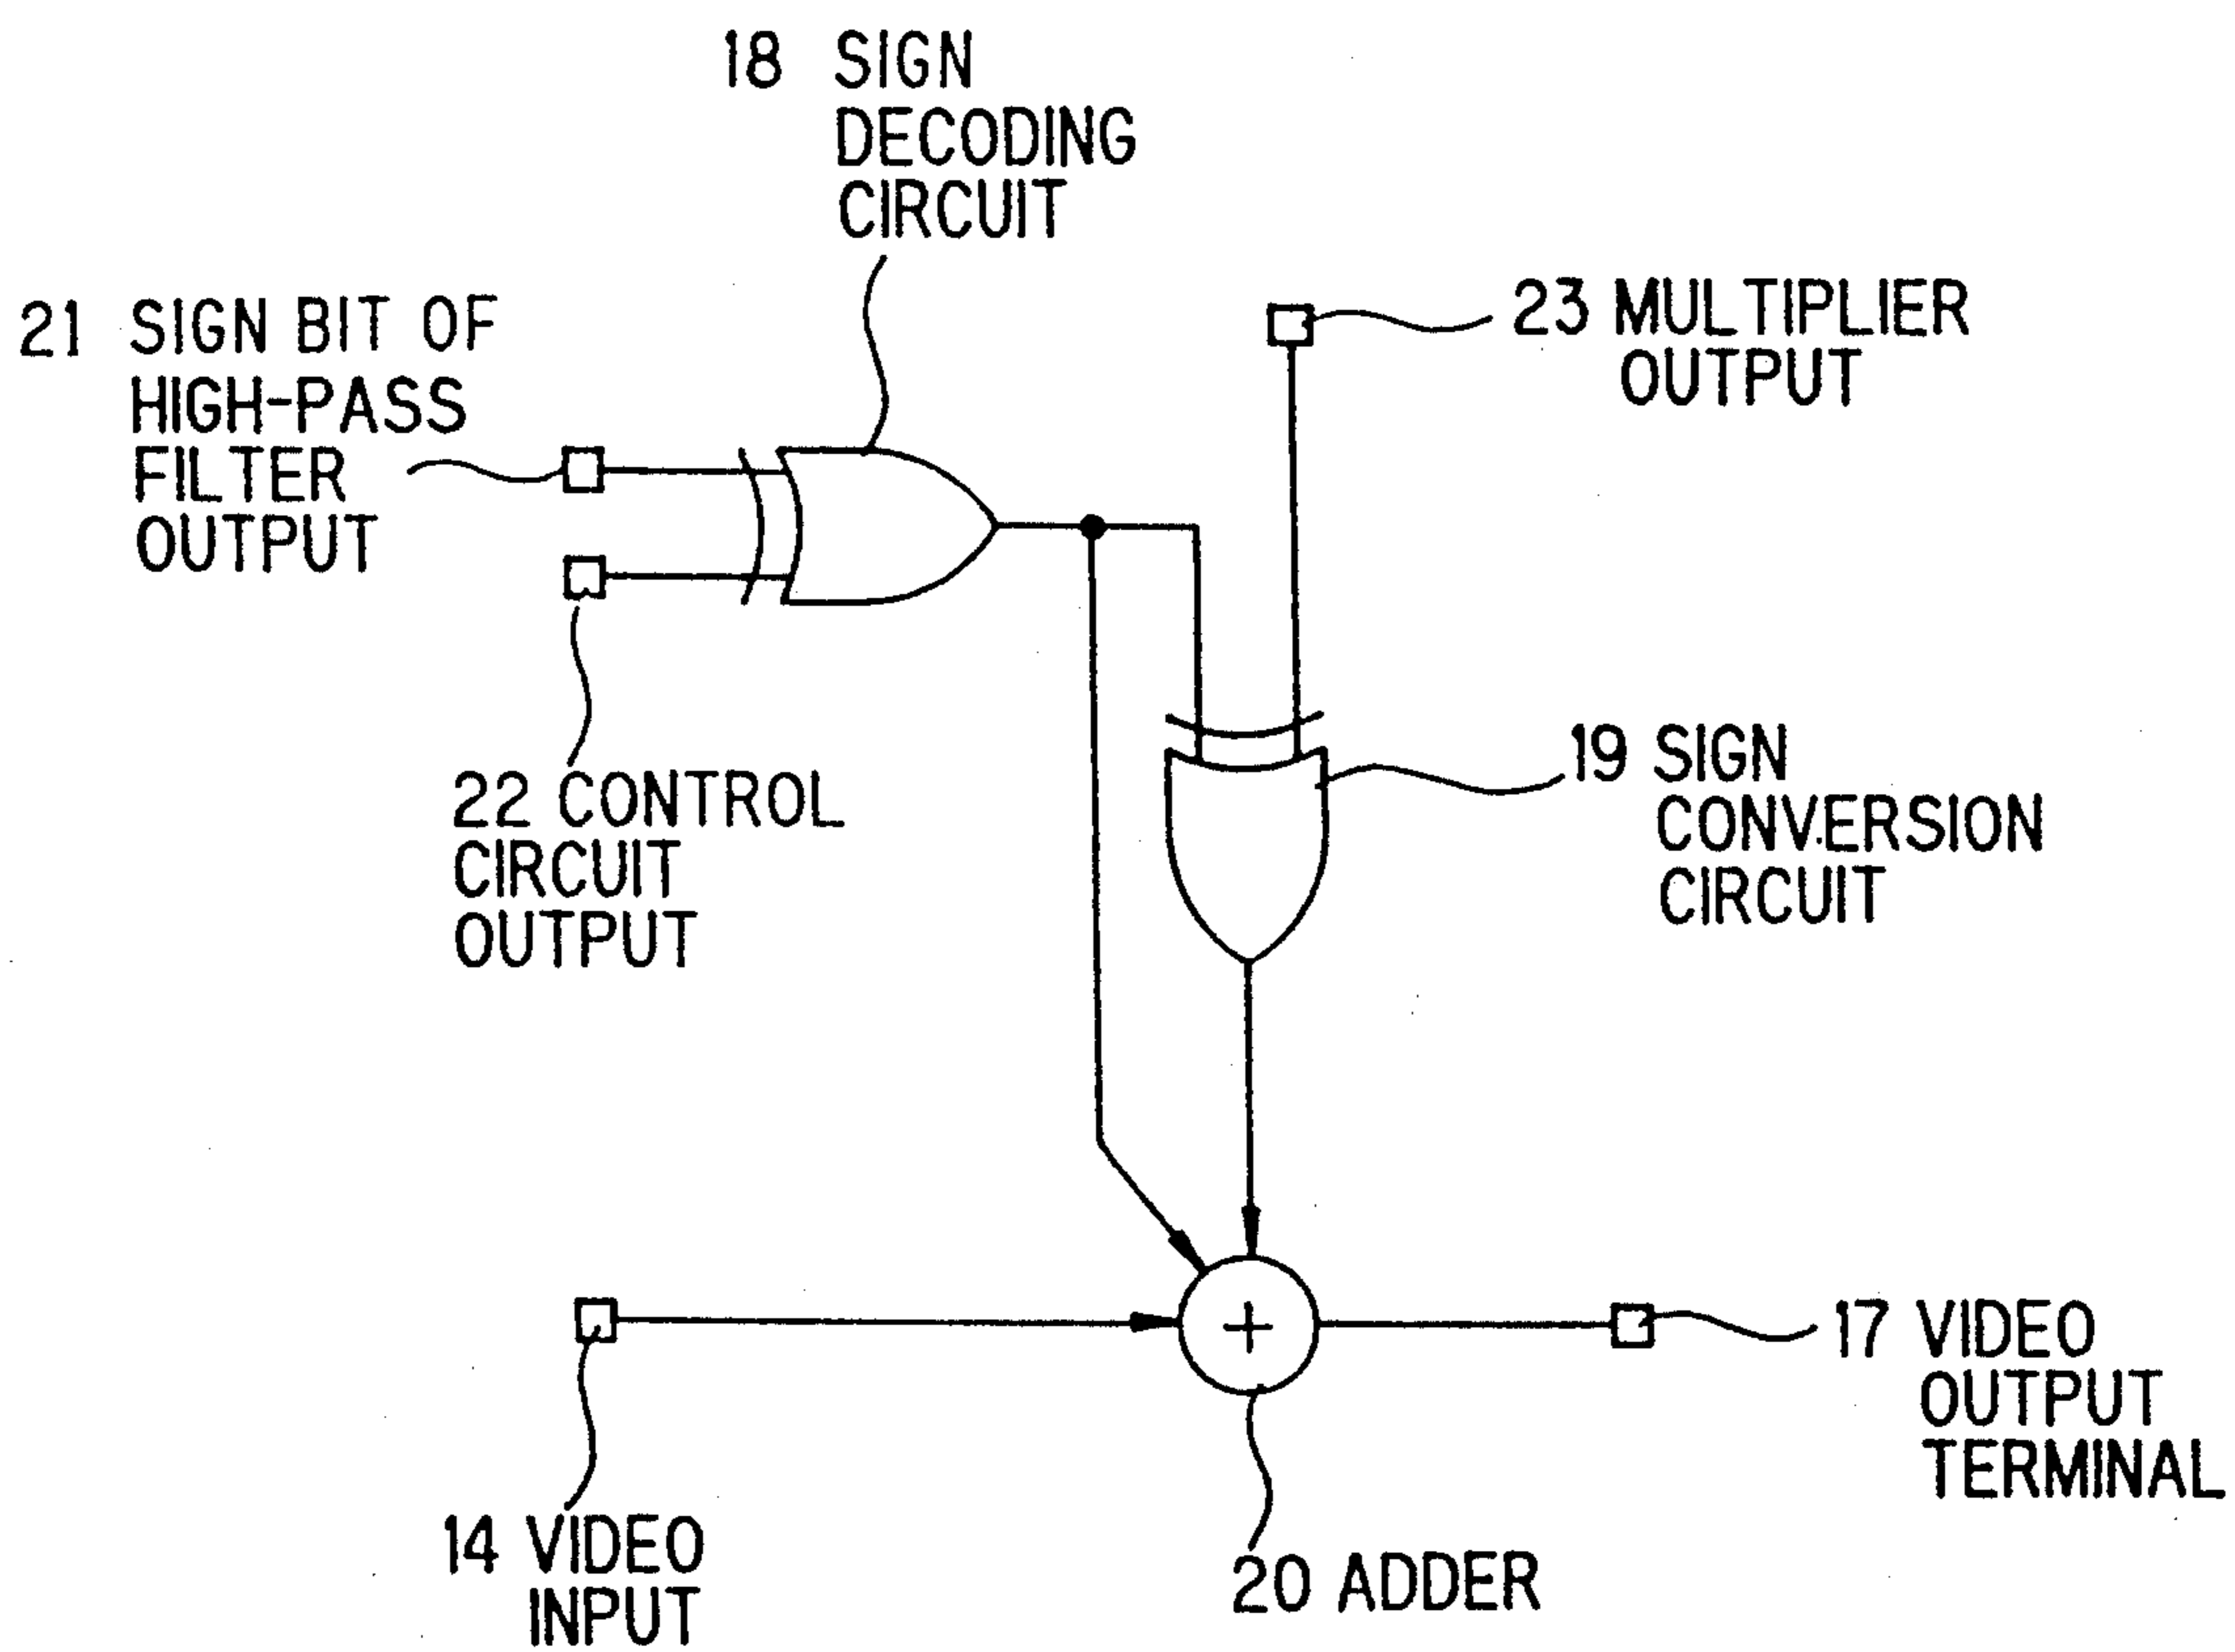 18 SIGN
DECODING
CIRCUIT
21 SIGN BIT OF
HIGH-PASS
FILTER
OUTPUT
23 MULTIPLIER
OUTPUT
22 CONTROL
CIRCUIT
OUTPUT
19 SIGN
CONVERSION
CIRCUIT
+
17 VIDEO
OUTPUT
TERMINAL
14 VIDEO
INPUT
20 ADDER